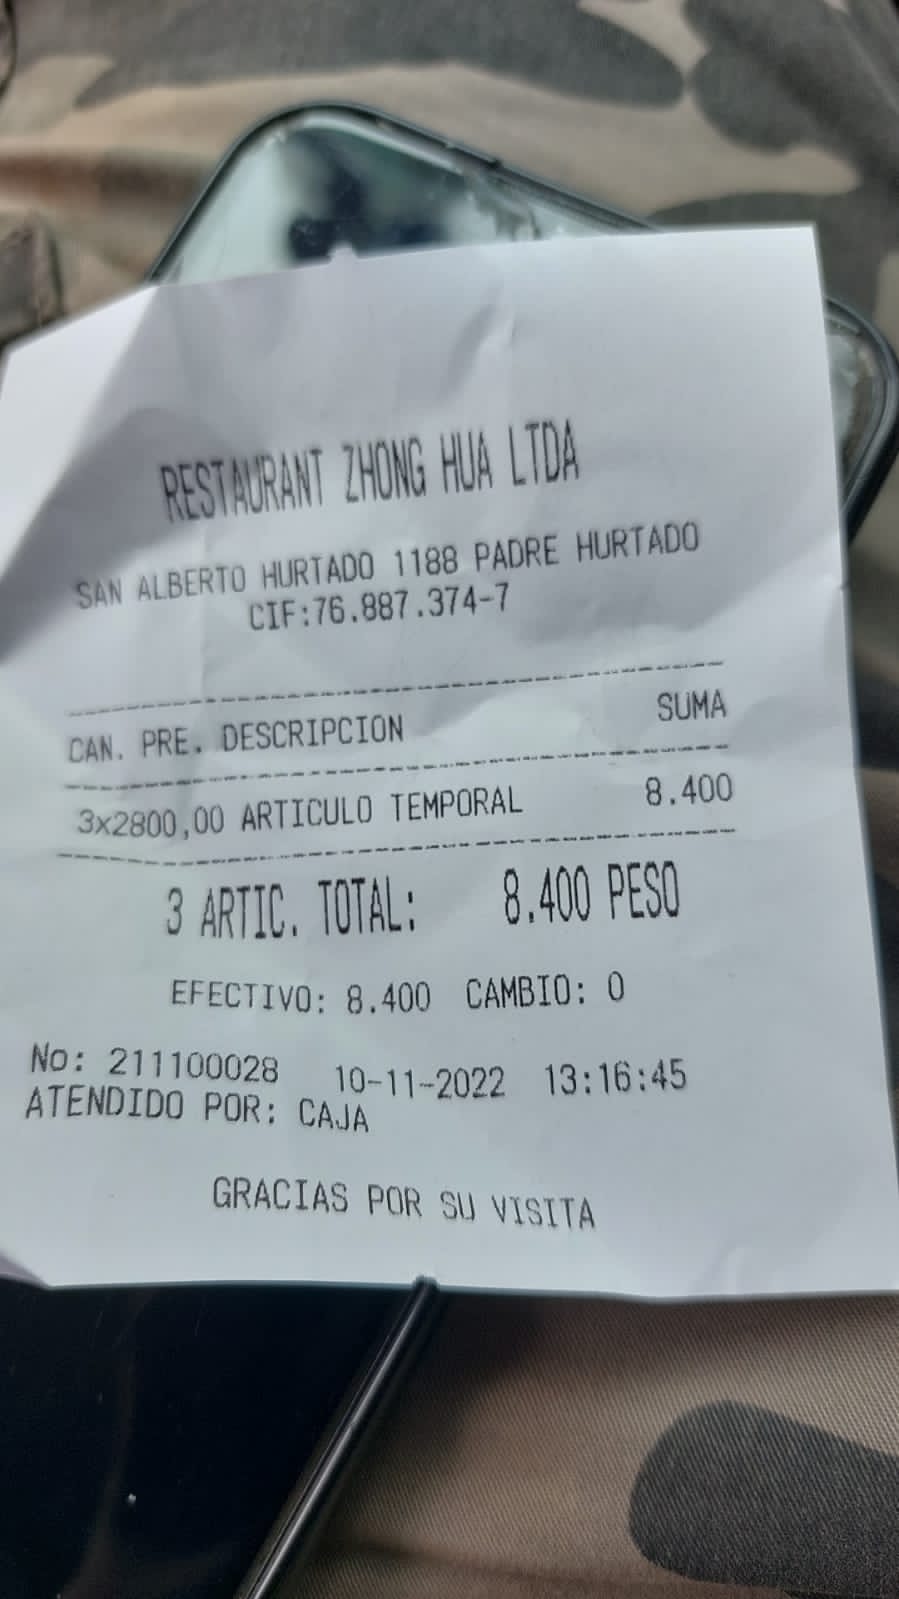 RESTAURANT ZHONG HUA LTDA
SAN ALBERTO HURTADO 1188 PADRE HURTADO
CIF:76.887.374-7
CAN. PRE. DESCRIPCION SUMA
3x2800,00 ARTICULO TEMPORAL 8.400
3 ARTIC. TOTAL: 8.400 PESO
EFECTIVO: 8.400 CAMBIO: 0
No: 211100028 10-11-2022 13:16:45
ATENDIDO POR: CAJA
GRACIAS POR SU VISITA